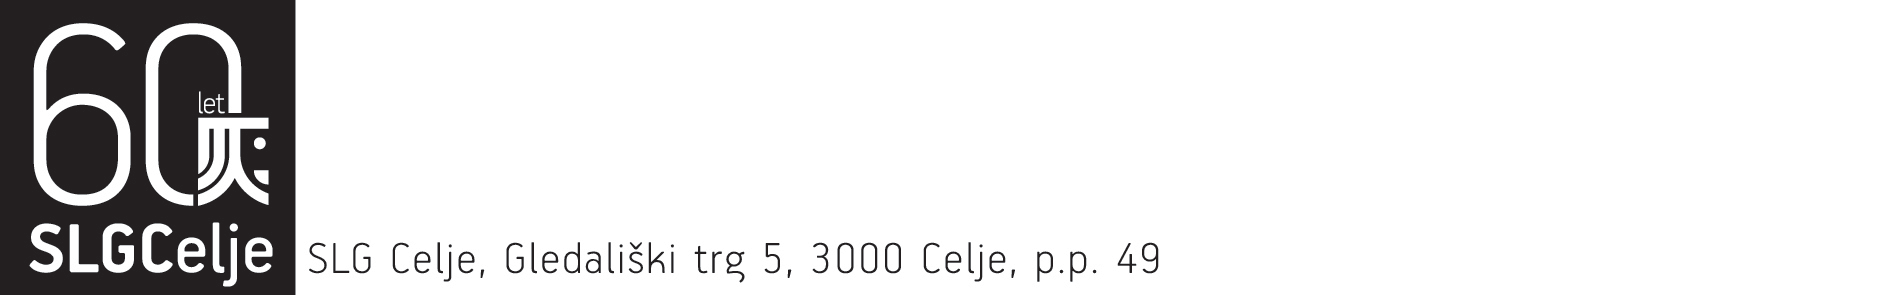 60
let
SLGCelje
SLG Celje, Gledališki trg 5, 3000 Celje, p.p. 49